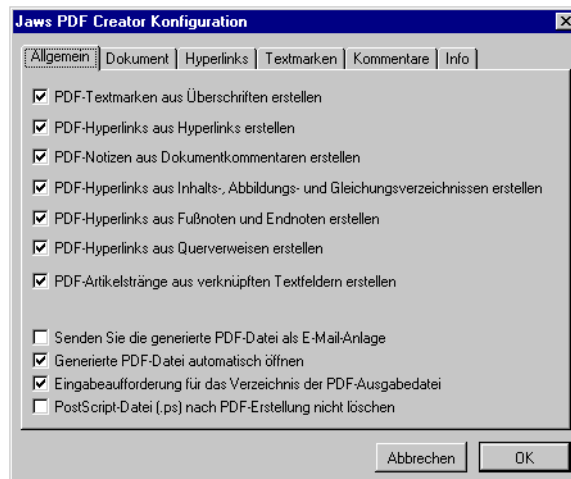 Jaws PDF Creator Konfiguration
Allgemein Dokument Hyperlinks Textmarken Kommentare Info
PDF-Textmarken aus Überschriften erstellen
PDF-Hyperlinks aus Hyperlinks erstellen
PDF-Notizen aus Dokumentkommentaren erstellen
PDF-Hyperlinks aus Inhalts-, Abbildungs- und Gleichungsverzeichnissen erstellen
PDF-Hyperlinks aus Fußnoten und Endnoten erstellen
PDF-Hyperlinks aus Querverweisen erstellen
PDF-Artikelstränge aus verknüpften Textfeldern erstellen
Senden Sie die generierte PDF-Datei als E-Mail-Anlage
Generierte PDF-Datei automatisch öffnen
Eingabeaufforderung für das Verzeichnis der PDF-Ausgabedatei
PostScript-Datei (.ps) nach PDF-Erstellung nicht löschen
Abbrechen OK